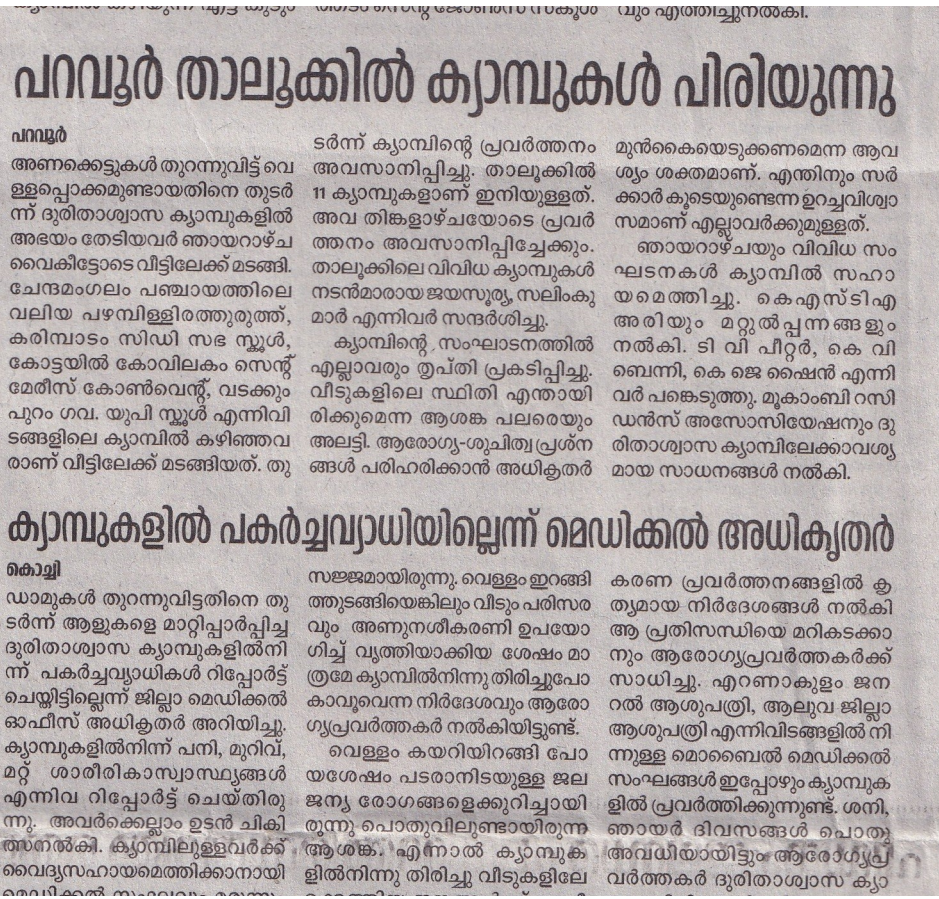 വും എത്തിച്ചുനൽകി.
പറവൂർ താലൂക്കിൽ ക്യാമ്പുകൾ പിരിയുന്നു
പറവൂർ
അണക്കെട്ടുകൾ തുറന്നുവിട്ട് വെ
ള്ളപ്പൊക്കമുണ്ടായതിനെ തുടർ
ന്ന് ദുരിതാശ്വാസ ക്യാമ്പുകളിൽ
അഭയം തേടിയവർ ഞായറാഴ്ച
വൈകീട്ടോടെ വീട്ടിലേക്ക് മടങ്ങി.
ചേന്ദമംഗലം പഞ്ചായത്തിലെ
വലിയ പഴമ്പിള്ളിരത്തുരുത്ത്,
കരിമ്പാടം സിഡി സഭ സ്കൂൾ,
കോട്ടയിൽ കോവിലകം സെന്റ്
മേരീസ് കോൺവെന്റ്, വടക്കും
പുറം ഗവ. യുപി സ്കൂൾ എന്നിവി
ടങ്ങളിലെ ക്യാമ്പിൽ കഴിഞ്ഞവ
രാണ് വീട്ടിലേക്ക് മടങ്ങിയത്. തു
ടർന്ന് ക്യാമ്പിന്റെ പ്രവർത്തനം
അവസാനിപ്പിച്ചു. താലൂക്കിൽ
11 ക്യാമ്പുകളാണ് ഇനിയുള്ളത്.
അവ തിങ്കളാഴ്ചയോടെ പ്രവർ
ത്തനം അവസാനിപ്പിച്ചേക്കും.
താലൂക്കിലെ വിവിധ ക്യാമ്പുകൾ
നടൻമാരായ ജയസൂര്യ, സലിംകു
മാർ എന്നിവർ സന്ദർശിച്ചു.
ക്യാമ്പിന്റെ സംഘാടനത്തിൽ
എല്ലാവരും തൃപ്തി പ്രകടിപ്പിച്ചു.
വീടുകളിലെ സ്ഥിതി എന്തായി
രിക്കുമെന്ന ആശങ്ക പലരെയും
അലട്ടി. ആരോഗ്യ-ശുചിത്വ പ്രശ്ന
ങ്ങൾ പരിഹരിക്കാൻ അധികൃതർ
മുൻകൈയെടുക്കണമെന്ന ആവ
ശ്യം ശക്തമാണ്. എന്തിനും സർ
ക്കാർ കൂടെയുണ്ടെന്ന ഉറച്ചവിശ്വാ
സമാണ് എല്ലാവർക്കുമുള്ളത്.
ഞായറാഴ്ചയും വിവിധ സം
ഘടനകൾ ക്യാമ്പിൽ സഹാ
യമെത്തിച്ചു. കെഎസ്ടിഎ
അരിയും മറ്റുൽപ്പന്നങ്ങളും
നൽകി. ടി വി പീറ്റർ, കെ വി
ബെന്നി, കെ ജെ ഷൈൻ എന്നി
വർ പങ്കെടുത്തു. മൂകാംബി റസി
ഡൻസ് അസോസിയേഷനും ദു
രിതാശ്വാസ ക്യാമ്പിലേക്കാവശ്യ
മായ സാധനങ്ങൾ നൽകി.
ക്യാമ്പുകളിൽ പകർച്ചവ്യാധിയില്ലെന്ന് മെഡിക്കൽ അധികൃതർ
കൊച്ചി
ഡാമുകൾ തുറന്നുവിട്ടതിനെ തു
ടർന്ന് ആളുകളെ മാറ്റിപ്പാർപ്പിച്ച
ദുരിതാശ്വാസ ക്യാമ്പുകളിൽനി
ന്ന് പകർച്ചവ്യാധികൾ റിപ്പോർട്ട്
ചെയ്തിട്ടില്ലെന്ന് ജില്ലാ മെഡിക്കൽ
ഓഫീസ് അധികൃതർ അറിയിച്ചു.
ക്യാമ്പുകളിൽനിന്ന് പനി, മുറിവ്,
മറ്റ് ശാരീരികാസ്വാസ്ഥ്യങ്ങൾ
എന്നിവ റിപ്പോർട്ട് ചെയ്തിരു
ന്നു. അവർക്കെല്ലാം ഉടൻ ചികി
ത്സനൽകി. ക്യാമ്പിലുള്ളവർക്ക്
വൈദ്യസഹായമെത്തിക്കാനായി
സജ്ജമായിരുന്നു. വെള്ളം ഇറങ്ങി
ത്തുടങ്ങിയെങ്കിലും വീടും പരിസര
വും അണുനശീകരണി ഉപയോ
ഗിച്ച് വൃത്തിയാക്കിയ ശേഷം മാ
ത്രമേ ക്യാമ്പിൽനിന്നു തിരിച്ചുപോ
കാവൂവെന്ന നിർദേശവും ആരോ
ഗ്യപ്രവർത്തകർ നൽകിയിട്ടുണ്ട്.
വെള്ളം കയറിയിറങ്ങി പോ
യശേഷം പടരാനിടയുള്ള ജല
ജന്യ രോഗങ്ങളെക്കുറിച്ചായി
രുന്നു പൊതുവിലുണ്ടായിരുന്ന
ആശങ്ക. എന്നാൽ ക്യാമ്പുക
ളിൽനിന്നു തിരിച്ചു വീടുകളിലേ
കരണ പ്രവർത്തനങ്ങളിൽ കൃ
ത്യമായ നിർദേശങ്ങൾ നൽകി
ആ പ്രതിസന്ധിയെ മറികടക്കാ
നും ആരോഗ്യപ്രവർത്തകർക്ക്
സാധിച്ചു. എറണാകുളം ജന
റൽ ആശുപത്രി, ആലുവ ജില്ലാ
ആശുപത്രി എന്നിവിടങ്ങളിൽ നി
ന്നുള്ള മൊബൈൽ മെഡിക്കൽ
സംഘങ്ങൾ ഇപ്പോഴും ക്യാമ്പുക
ളിൽ പ്രവർത്തിക്കുന്നുണ്ട്. ശനി,
ഞായർ ദിവസങ്ങൾ പൊതു
അവധിയായിട്ടും ആരോഗ്യപ്ര
വർത്തകർ ദുരിതാശ്വാസ ക്യാ